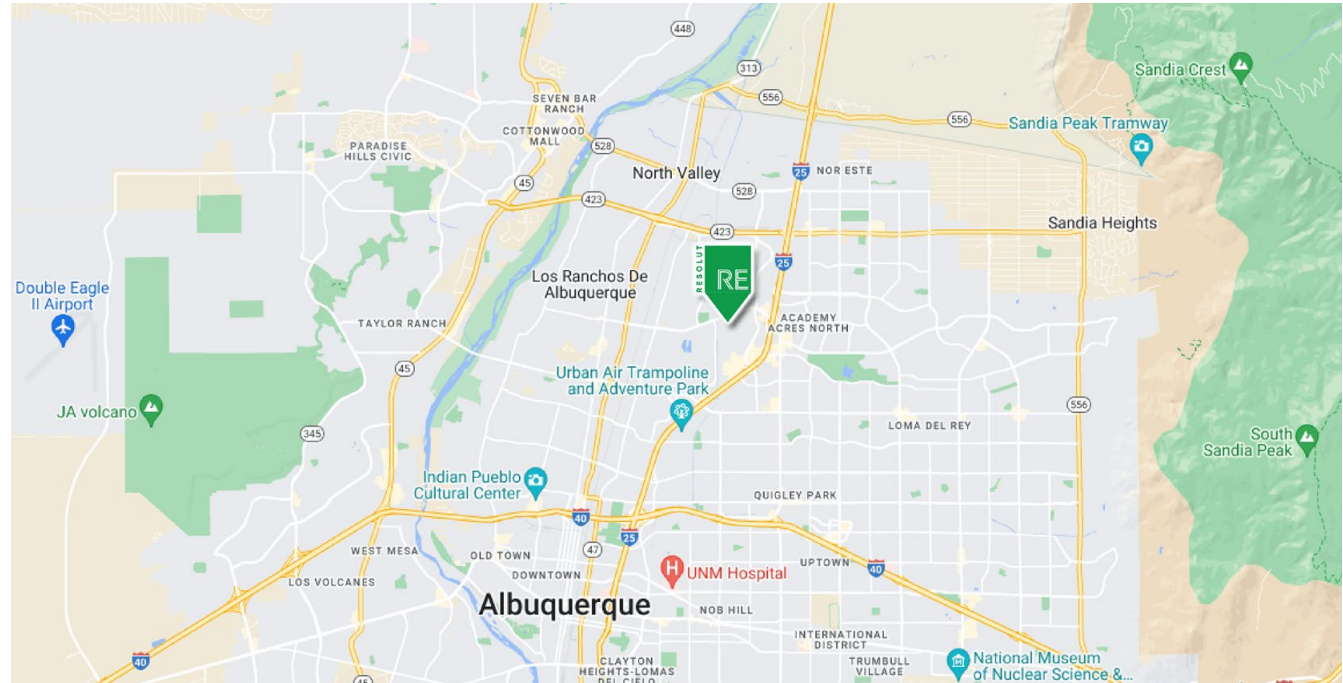 448
Sandia Crest
313
556
SEVEN BAR
RANCH
556
Sandia Peak Tramway
COTTONWOOD
MALL
PARADISE
HILLS CIVIC
528
North Valley
25
NOR ESTE
45
528
423
Sandia Heights
423
25
RESOLUT
RE
Los Ranchos De
Albuquerque
Double Eagle
II Airport
TAYLOR RANCH
ACADEMY
ACRES NORTH
45
Urban Air Trampoline
and Adventure Park
556
JA volcano
345
LOMA DEL REY
South
Sandia Peak
Indian Pueblo
Cultural Center
QUIGLEY PARK
40
25
47
WEST MESA
OLD TOWN
UPTOWN
40
LOS VOLCANES
DOWNTOWN
H
UNM Hospital
Albuquerque
NOB HILL
INTERNATIONAL
DISTRICT
40
CLAYTON
HEIGHTS-LOMAS
DEL CIELO
TRUMBULL
VILLAGE
National Museum
of Nuclear Science &...
45